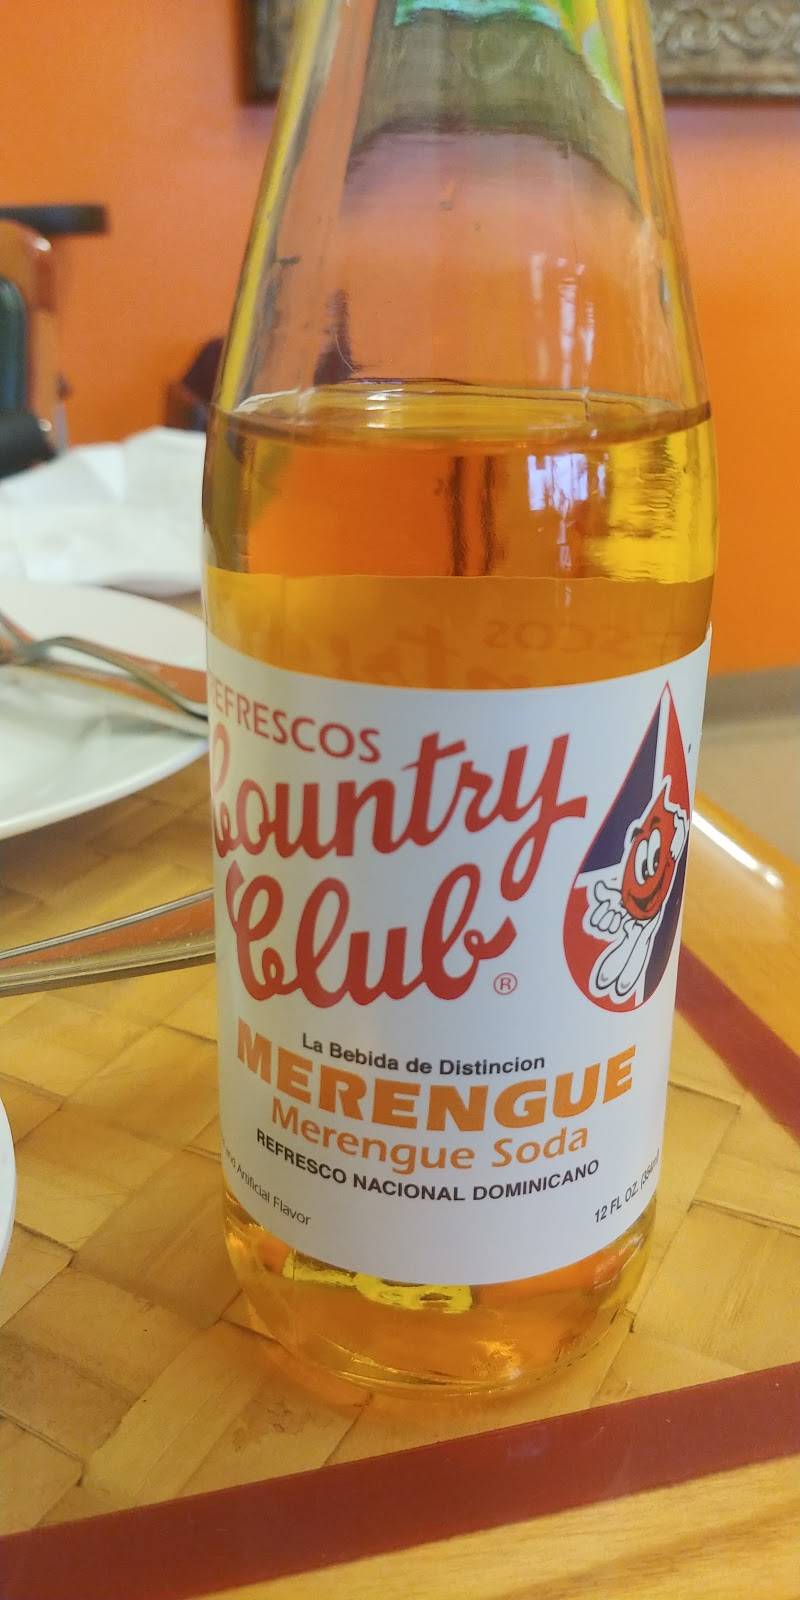 REFRESCOS
Country
Club®
La Bebida de Distincion
MERENGUE
Merengue Soda
REFRESCO NACIONAL DOMINICANO
Artificial Flavor
12 FL OZ.